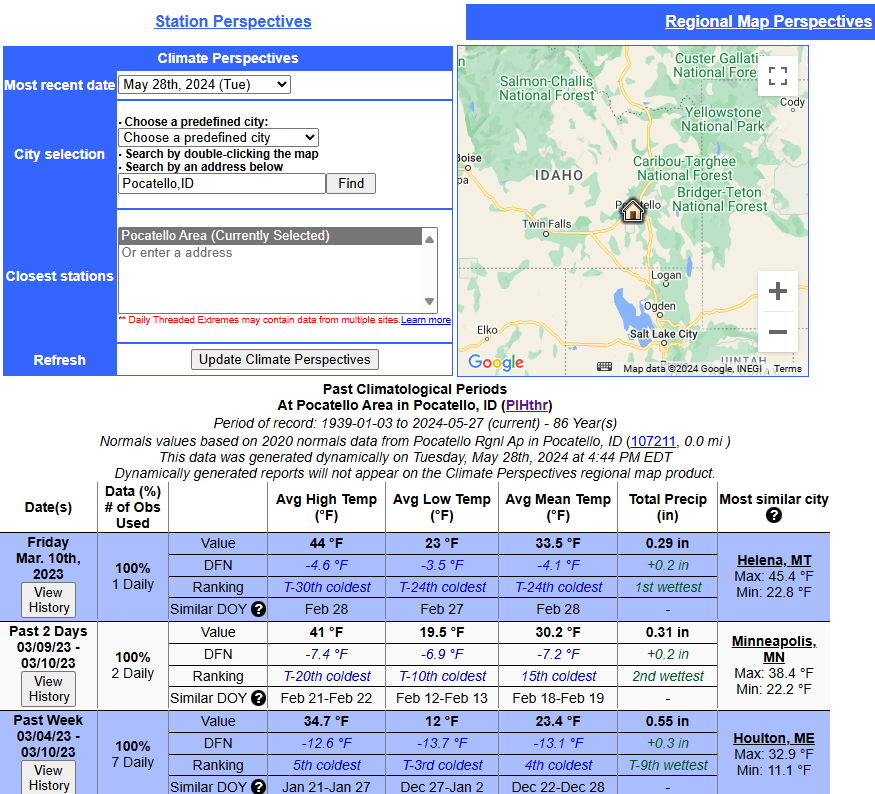 Station Perspectives
Regional Map Perspectives
Climate Perspectives
Most recent date
May 28th, 2024 (Tue)
City selection
· Choose a predefined city:
Choose a predefined city
· Search by double-clicking the map
· Search by an address below
Pocatello,ID
Find
Closest stations
Pocatello Area (Currently Selected)
Or enter a address
** Daily Threaded Extremes may contain data from multiple sites.Learn more
Refresh
Update Climate Perspectives
n
Custer Gallati
National Fore
Salmon-Challis
National Forest
Cody
Yellowstone
National Park
Boise
pa
IDAHO
Caribou-Targhee
National Forest
Bridger-Teton
National Forest
Twin Falls
Logan
Ogden
Salt Lake City
Elko
UINTAH
Google
Map data ©2024 Google, INEGI
Terms
Past Climatological Periods
At Pocatello Area in Pocatello, ID (PIHthr)
Period of record: 1939-01-03 to 2024-05-27 (current) - 86 Year(s)
Normals values based on 2020 normals data from Pocatello Rgnl Ap in Pocatello, ID (107211, 0.0 mi )
This data was generated dynamically on Tuesday, May 28th, 2024 at 4:44 PM EDT
Dynamically generated reports will not appear on the Climate Perspectives regional map product.
Date(s) Data (%) # of Obs Used Avg High Temp (°F) Avg Low Temp (°F) Avg Mean Temp (°F) Total Precip (in) Most similar city ?
Friday Mar. 10th, 2023
View History
100%
1 Daily
Value 44 °F 23 °F 33.5 °F 0.29 in
DFN -4.6 °F -3.5 °F -4.1 °F +0.2 in
Ranking T-30th coldest T-24th coldest T-24th coldest 1st wettest
Similar DOY ? Feb 28 Feb 27 Feb 28 -
Helena, MT
Max: 45.4 °F
Min: 22.8 °F
Past 2 Days
03/09/23 -
03/10/23
View History
100%
2 Daily
Value 41 °F 19.5 °F 30.2 °F 0.31 in
DFN -7.4 °F -6.9 °F -7.2 °F +0.2 in
Ranking T-20th coldest T-10th coldest 15th coldest 2nd wettest
Similar DOY ? Feb 21-Feb 22 Feb 12-Feb 13 Feb 18-Feb 19 -
Minneapolis,
MN
Max: 38.4 °F
Min: 22.2 °F
Past Week
03/04/23 -
03/10/23
View History
100%
7 Daily
Value 34.7 °F 12 °F 23.4 °F 0.55 in
DFN -12.6 °F -13.7 °F -13.1 °F +0.3 in
Ranking 5th coldest T-3rd coldest 4th coldest T-9th wettest
Similar DOY ? Jan 21-Jan 27 Dec 27-Jan 2 Dec 22-Dec 28 -
Houlton, ME
Max: 32.9 °F
Min: 11.1 °F